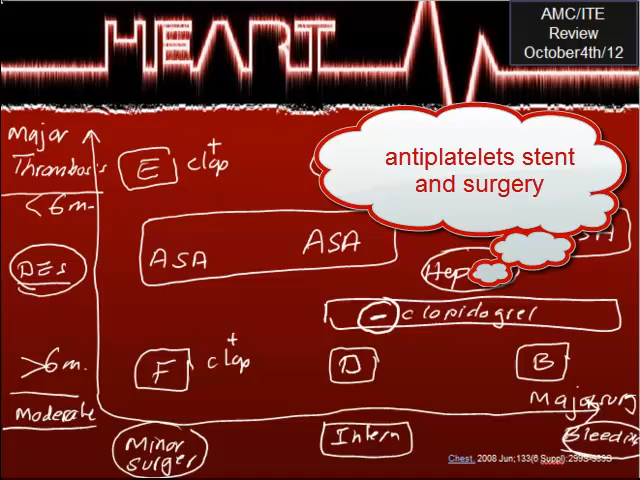 HEART
AMC/ITE
Review
October4th/12
antiplatelets stent
and surgery
Major
Thrombosis
<6m.
DES
>6m.
Moderate
E clop +
ASA ASA
Hep
- clopidogrel
F clop +
D
B
Major surg
Bleeding
Minor
surger
Interm
Chest. 2008 Jun;133(6 Suppl):299S-339S